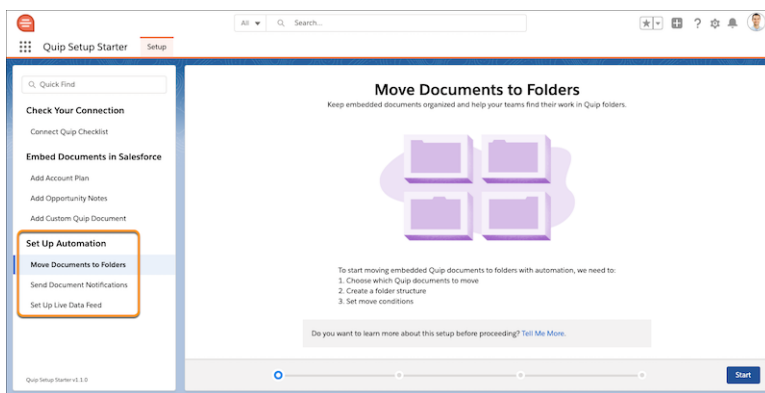 All
Search...
Quip Setup Starter
Setup
Quick Find
Check Your Connection
Connect Quip Checklist
Embed Documents in Salesforce
Add Account Plan
Add Opportunity Notes
Add Custom Quip Document
Set Up Automation
Move Documents to Folders
Send Document Notifications
Set Up Live Data Feed
Quip Setup Starter v1.1.0
Move Documents to Folders
Keep embedded documents organized and help your teams find their work in Quip folders.
To start moving embedded Quip documents to folders with automation, we need to:
1. Choose which Quip documents to move
2. Create a folder structure
3. Set move conditions
Do you want to learn more about this setup before proceeding? Tell Me More.
Start